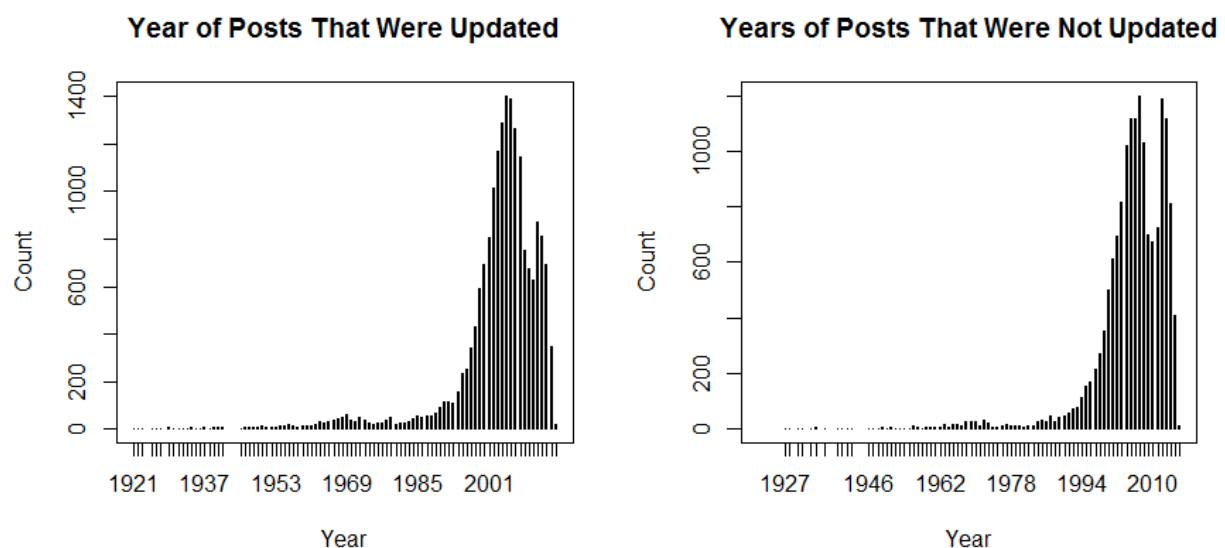 Year of Posts That Were Updated
Count
1400
1000
600
200
0
1921 1937 1953 1969 1985 2001
Year
Years of Posts That Were Not Updated
Count
1000
600
200
0
1927 1946 1962 1978 1994 2010
Year